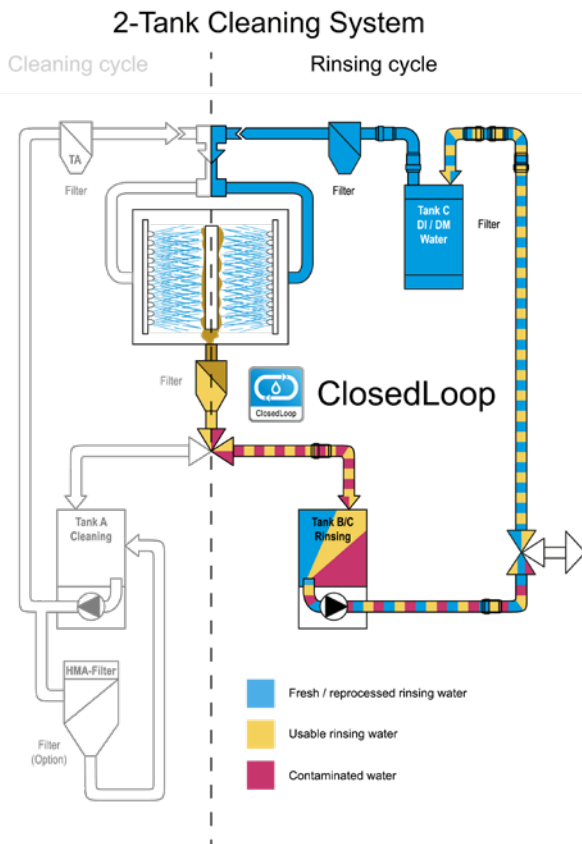 2-Tank Cleaning System
Cleaning cycle
Rinsing cycle
TA
Filter
Filter
Tank C
DI / DM
Water
Filter
Filter
ClosedLoop
ClosedLoop
Tank A
Cleaning
Tank B/C
Rinsing
HMA-Filter
Filter
(Option)
Fresh / reprocessed rinsing water
Usable rinsing water
Contaminated water